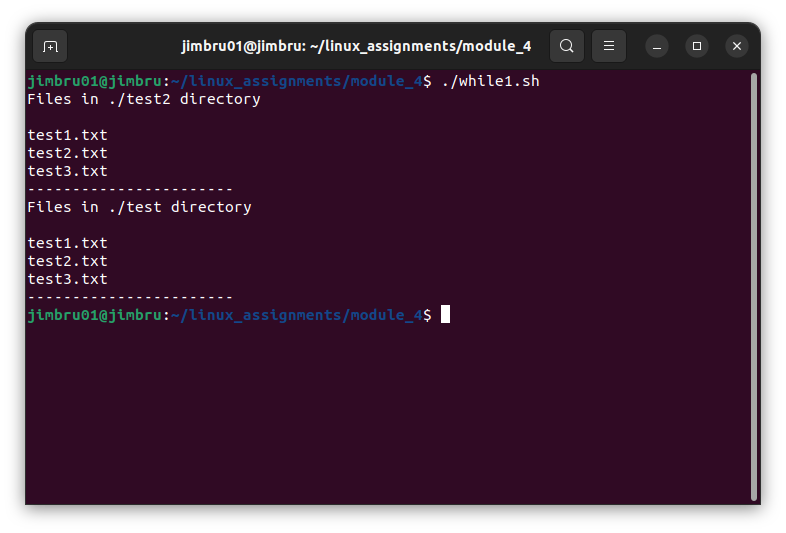 jimbru01@jimbru: ~/linux_assignments/module_4
jimbru01@jimbru:~/linux_assignments/module_4$ ./while1.sh
Files in ./test2 directory

test1.txt
test2.txt
test3.txt
-----------------------
Files in ./test directory

test1.txt
test2.txt
test3.txt
-----------------------
jimbru01@jimbru:~/linux_assignments/module_4$